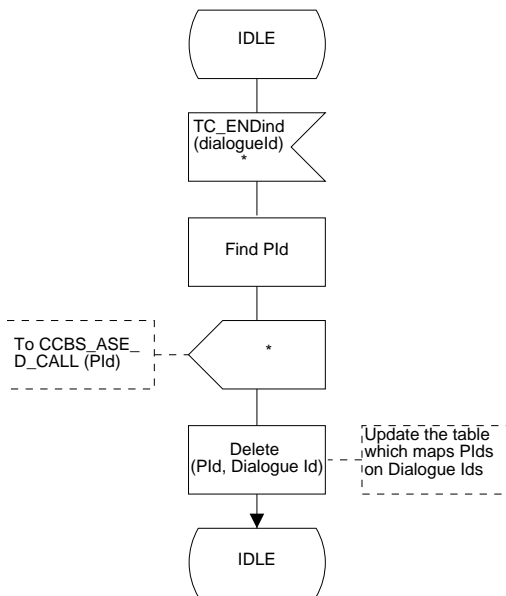 IDLE
TC_ENDind
(dialogueId)
*
Find PId
To CCBS_ASE_
D_CALL (PId)
*
Delete
(PId, Dialogue Id)
Update the table
which maps PIds
on Dialogue Ids
IDLE